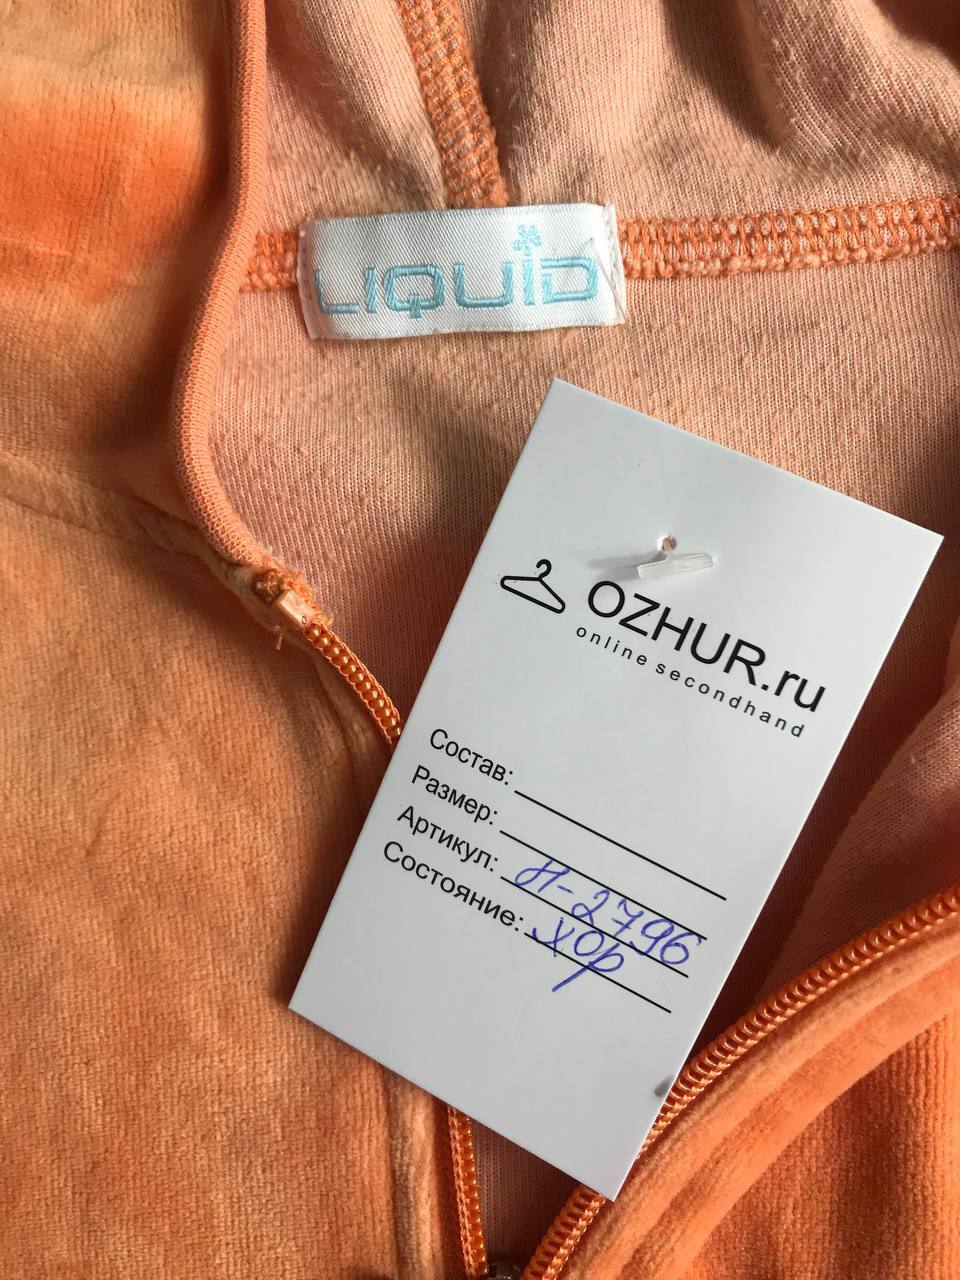 LIQUID
OZHUR.ru
online secondhand
Состав:
Размер:
Артикул: Н-2796
Состояние: хор